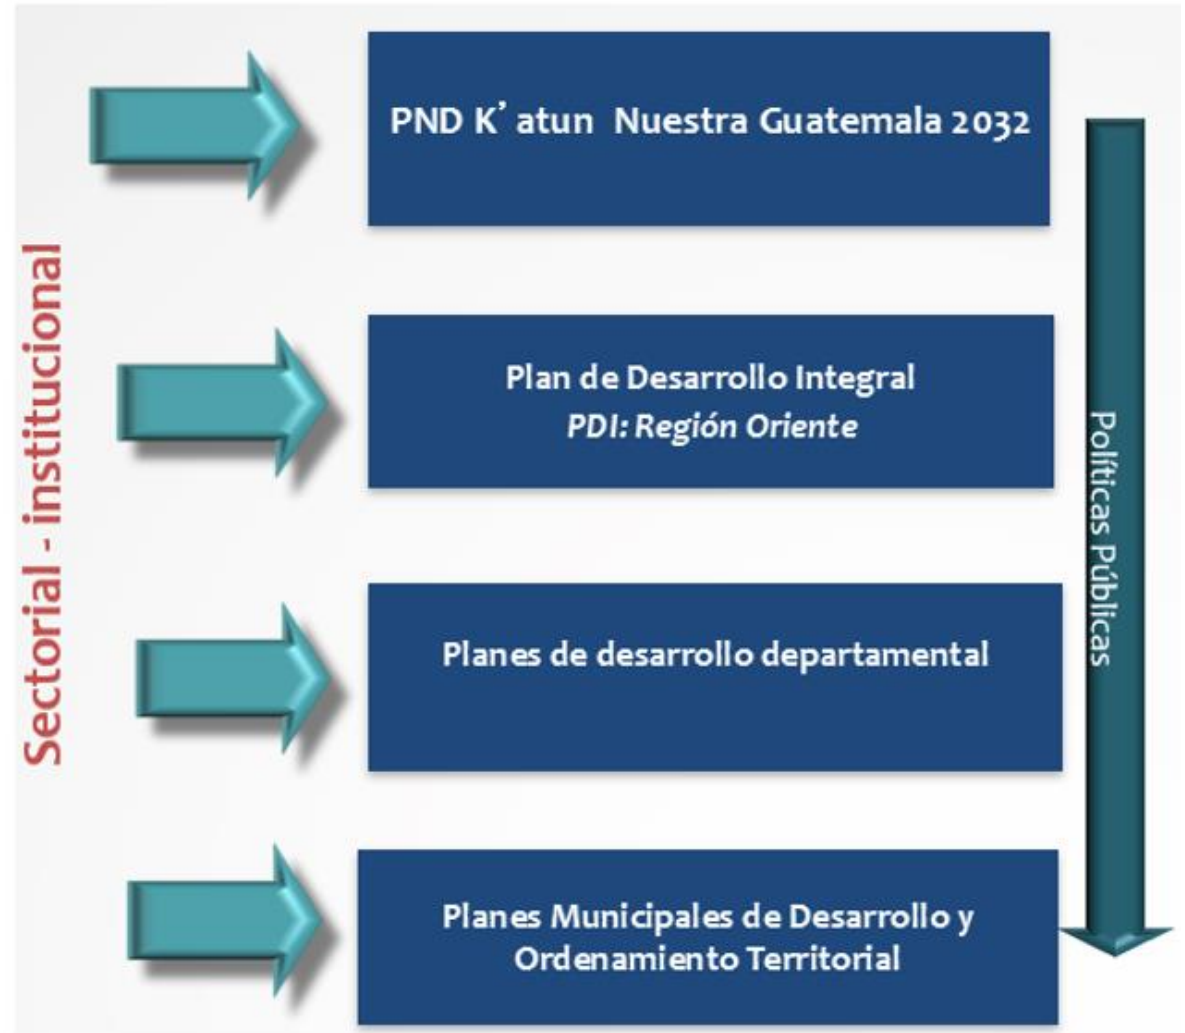 Sectorial - institucional
PND K’ atun Nuestra Guatemala 2032
Plan de Desarrollo Integral
PDI: Región Oriente
Planes de desarrollo departamental
Planes Municipales de Desarrollo y
Ordenamiento Territorial
Políticas Públicas